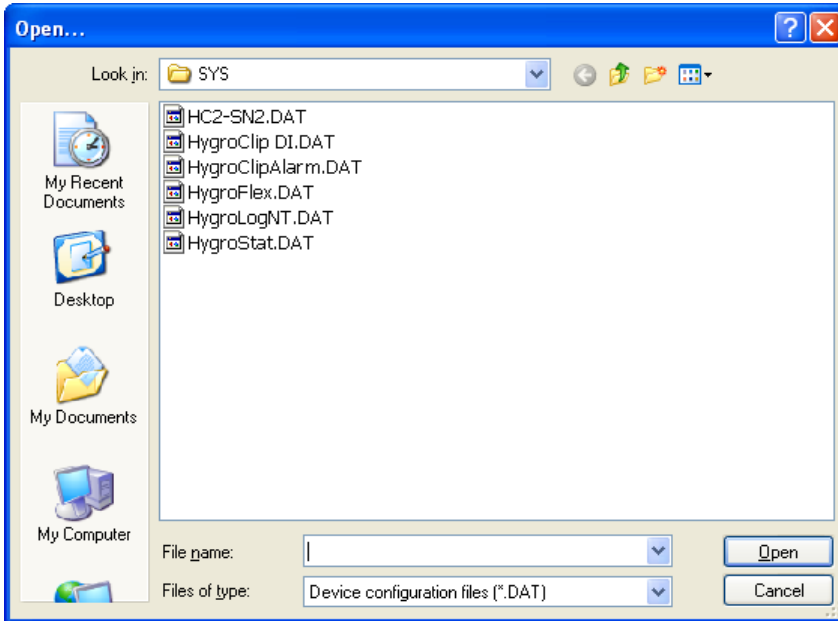 Open...
Look in:
SYS
HC2-SN2.DAT
HygroClip DI.DAT
HygroClipAlarm.DAT
HygroFlex.DAT
HygroLogNT.DAT
HygroStat.DAT
My Recent
Documents
Desktop
My Documents
My Computer
File name:
Open
Files of type:
Device configuration files (*.DAT)
Cancel